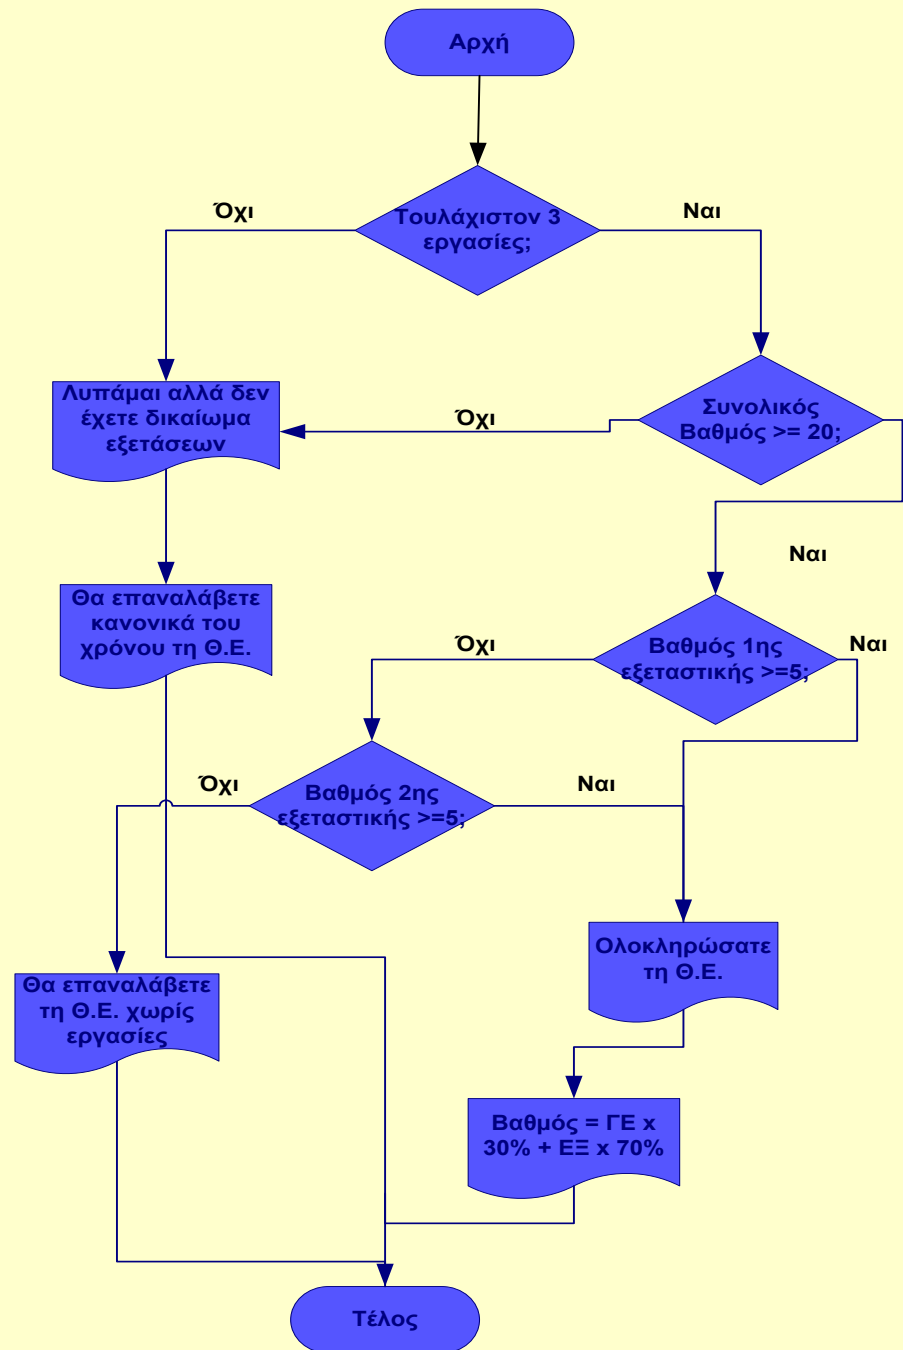 Αρχή
Όχι
Τουλάχιστον 3
εργασίες;
Ναι
Λυπάμαι αλλά δεν
έχετε δικαίωμα
εξετάσεων
Όχι
Συνολικός
Βαθμός >= 20;
Ναι
Θα επαναλάβετε
κανονικά του
χρόνου τη Θ.Ε.
Όχι
Βαθμός 1ης
εξεταστικής >=5;
Ναι
Όχι
Βαθμός 2ης
εξεταστικής >=5;
Ναι
Ολοκληρώσατε
τη Θ.Ε.
Θα επαναλάβετε
τη Θ.Ε. χωρίς
εργασίες
Βαθμός = ΓΕ x
30% + ΕΞ x 70%
Τέλος